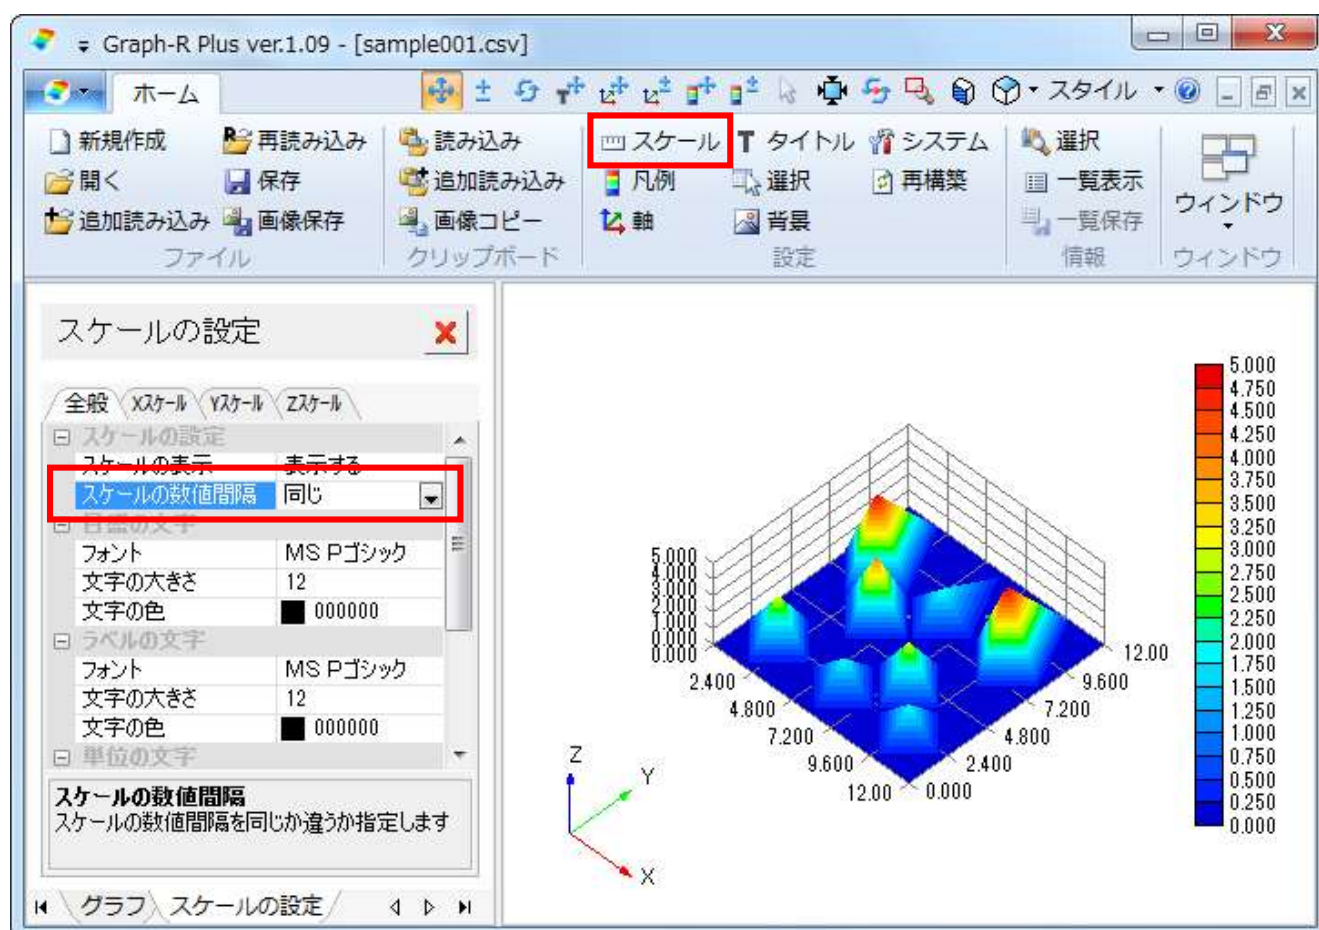 Graph-R Plus ver.1.09 - [sample001.csv]
ホーム
スタイル
新規作成 再読み込み 読み込み スケール タイトル システム 選択
開く 保存 追加読み込み 凡例 選択 再構築 一覧表示
追加読み込み 画像保存 画像コピー 軸 背景 一覧保存
ウィンドウ
ファイル クリップボード 設定 情報 ウィンドウ
スケールの設定
全般 Xスケール Yスケール Zスケール
スケールの設定
スケールの表示 表示する
スケールの数値間隔 同じ
目盛の文字
フォント MS Pゴシック
文字の大きさ 12
文字の色 000000
ラベルの文字
フォント MS Pゴシック
文字の大きさ 12
文字の色 000000
単位の文字
スケールの数値間隔
スケールの数値間隔を同じか違うか指定します
グラフ スケールの設定
5.000
4.000
3.000
2.000
1.000
0.000
0.000
2.400
4.800
7.200
9.600
12.00
0.000
2.400
4.800
7.200
9.600
12.00
Z
Y
X
5.000
4.750
4.500
4.250
4.000
3.750
3.500
3.250
3.000
2.750
2.500
2.250
2.000
1.750
1.500
1.250
1.000
0.750
0.500
0.250
0.000